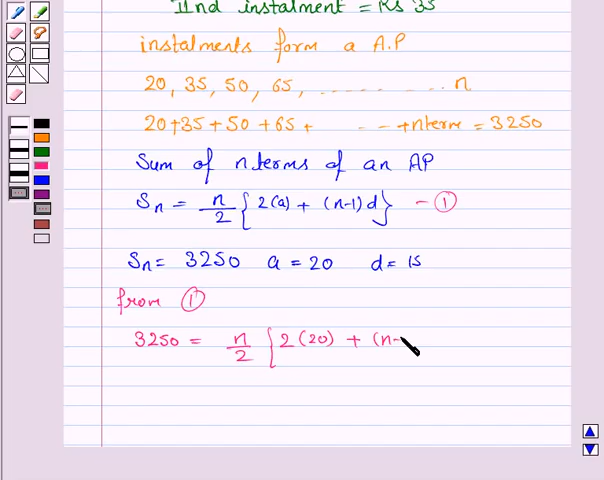 IInd instalment = Rs 35
instalments form a A.P
20, 35, 50, 65, .......... n
20+35+50+65+ ..... +nterm = 3250
Sum of n terms of an AP
Sn = n/2 {2(a) + (n-1)d} - ①
Sn = 3250 a = 20 d = 15
from ①
3250 = n/2 {2(20) + (n-